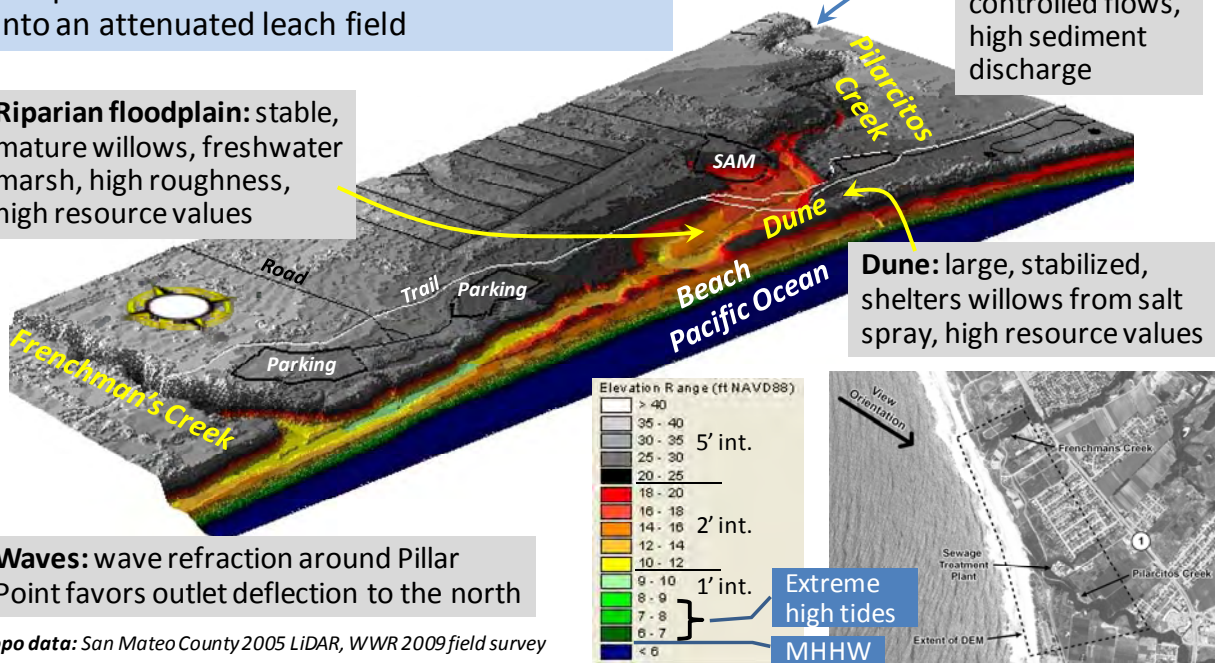 into an attenuated leach field
controlled flows,
high sediment
discharge
Riparian floodplain: stable,
mature willows, freshwater
marsh, high roughness,
high resource values
Pilarcitos
Creek
SAM
Dune
Road
Trail
Parking
Beach
Pacific Ocean
Parking
Frenchman's Creek
Dune: large, stabilized,
shelters willows from salt
spray, high resource values
Waves: wave refraction around Pillar
Point favors outlet deflection to the north
Topo data: San Mateo County 2005 LiDAR, WWR 2009 field survey
Elevation Range (ft NAVD88)
> 40
35 - 40
30 - 35
25 - 30
20 - 25
18 - 20
16 - 18
14 - 16
12 - 14
10 - 12
9 - 10
8 - 9
7 - 8
6 - 7
< 6
5' int.
2' int.
1' int.
Extreme
high tides
MHHW
View
Orientation
Frenchmans Creek
1
Sewage
Treatment
Plant
Pilarcitos Creek
Extent of DEM